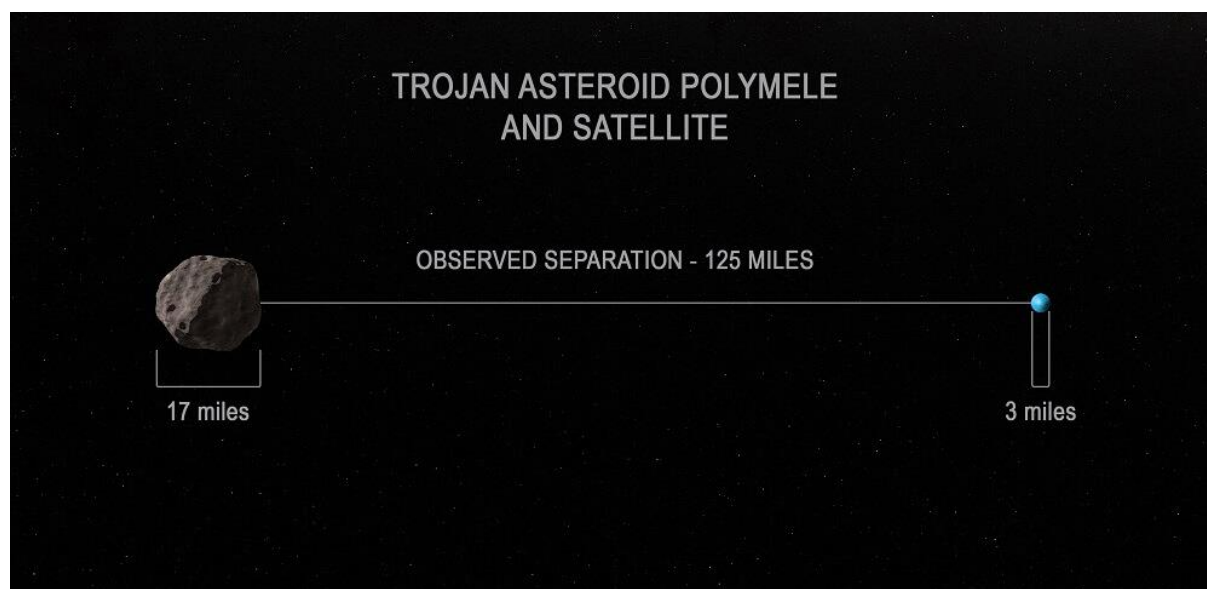 TROJAN ASTEROID POLYMELE
AND SATELLITE
OBSERVED SEPARATION - 125 MILES
17 miles
3 miles